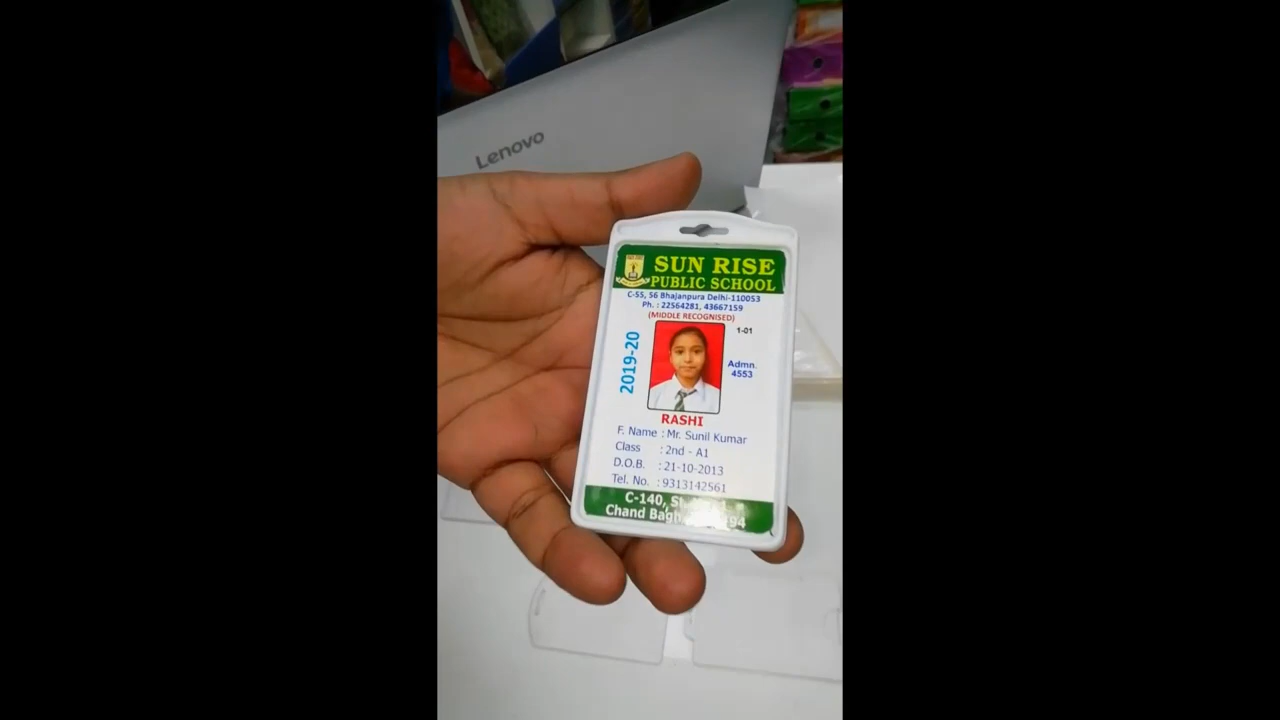 Lenovo
SUN RISE
PUBLIC SCHOOL
C-55, 56 Bhajanpura Delhi-110053
Ph. : 22564281, 43667159
(MIDDLE RECOGNISED)
1-01
2019-20
Admn.
4553
RASHI
F. Name : Mr. Sunil Kumar
Class : 2nd - A1
D.O.B. : 21-10-2013
Tel. No. : 9313142561
C-140,
Chand Bagh